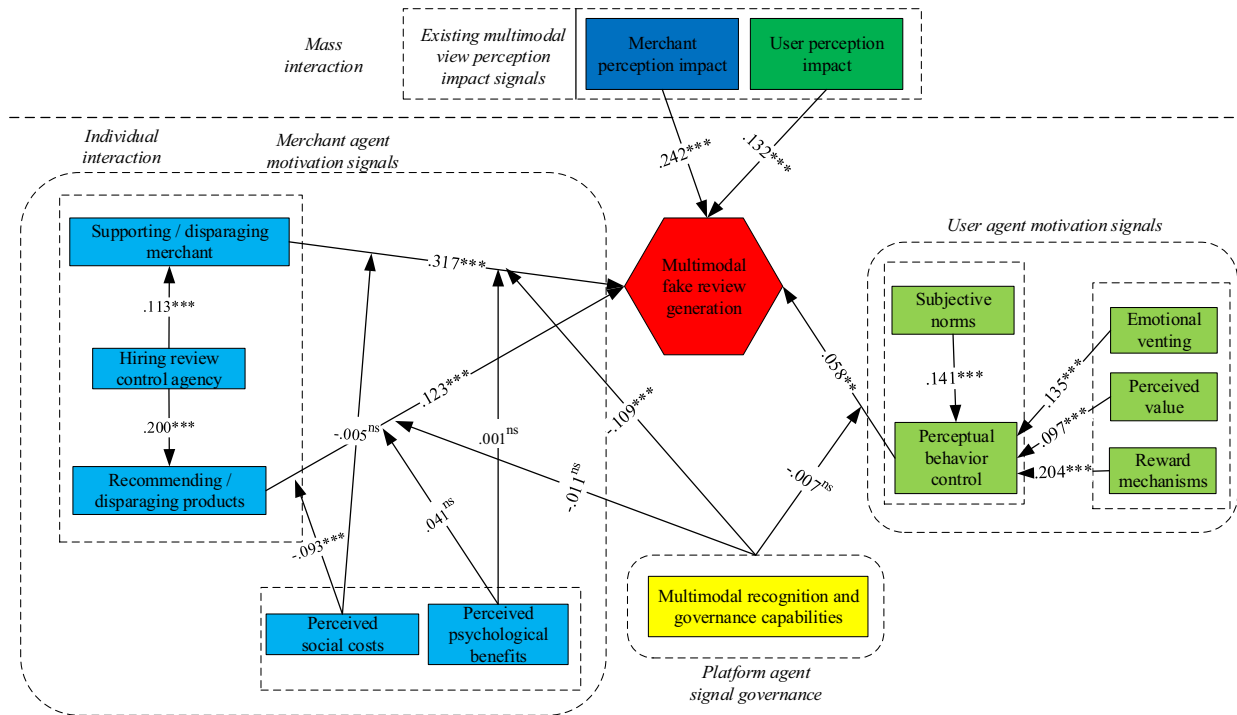 Mass
interaction
Existing multimodal
view perception
impact signals
Merchant
perception impact
User perception
impact
.242***
.132***
Individual
interaction
Merchant agent
motivation signals
Supporting / disparaging
merchant
.113***
Hiring review
control agency
.200***
Recommending /
disparaging products
.317***
.123***
-.005ns
.001ns
-.093***
.041ns
-.011ns
-.109***
-.007ns
Perceived
social costs
Perceived
psychological
benefits
Multimodal
fake review
generation
.058**
User agent motivation signals
Subjective
norms
.141***
Perceptual
behavior
control
Emotional
venting
.135***
Perceived
value
.097***
Reward
mechanisms
.204***
Multimodal recognition and
governance capabilities
Platform agent
signal governance